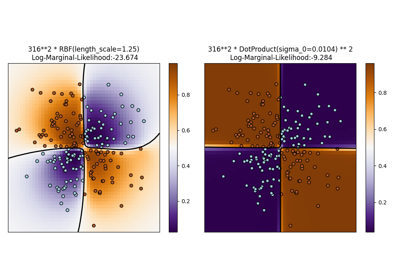 316**2 * RBF(length_scale=1.25)
Log-Marginal-Likelihood:-23.674
316**2 * DotProduct(sigma_0=0.0104) ** 2
Log-Marginal-Likelihood:-9.284
0.8
0.6
0.4
0.2
0.8
0.6
0.4
0.2